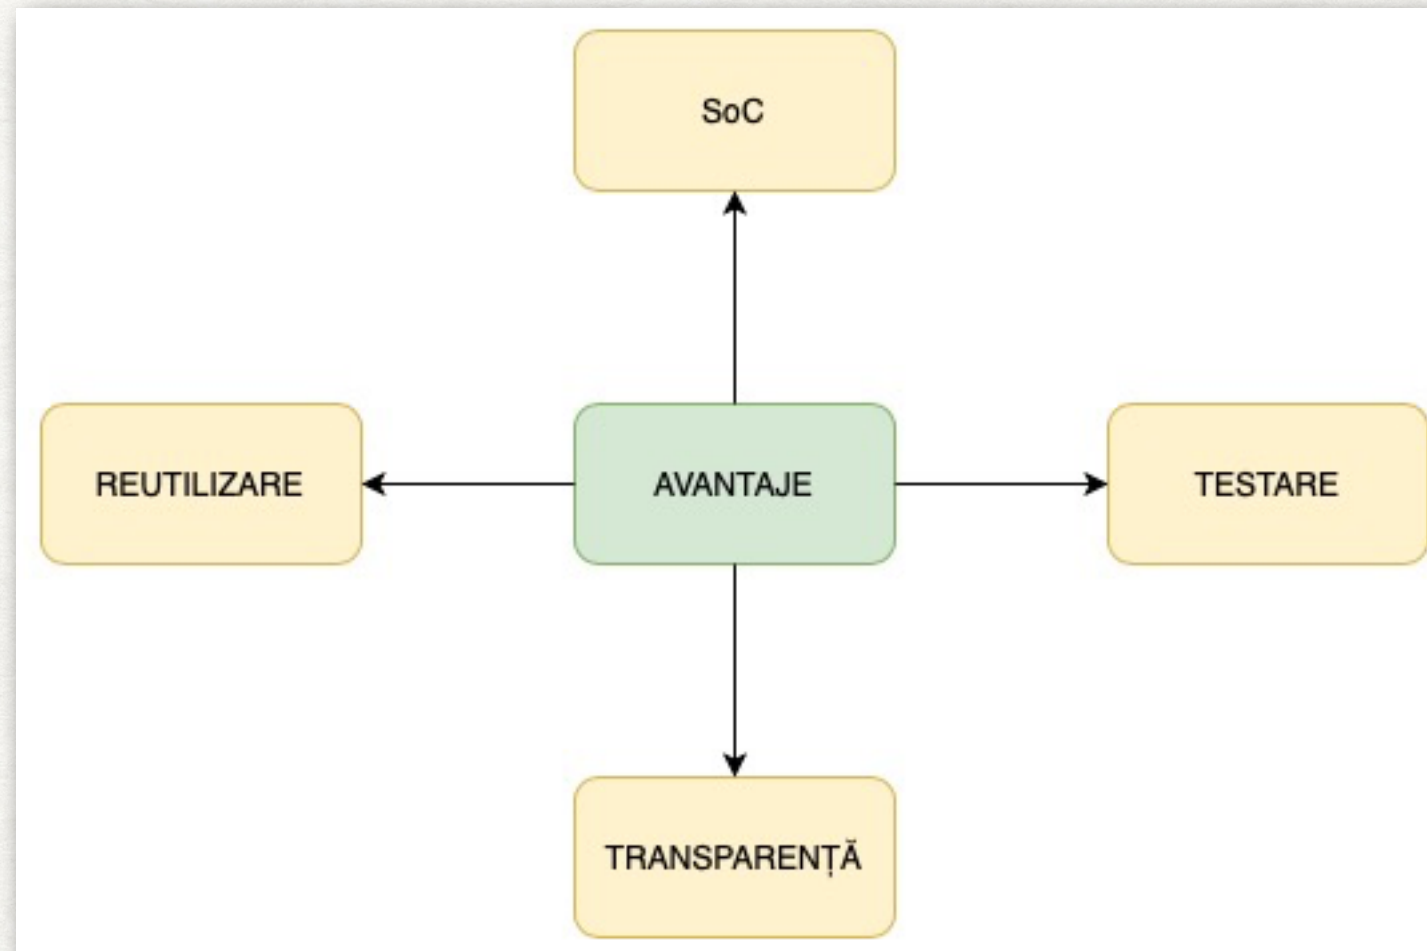 SoC
REUTILIZARE
AVANTAJE
TESTARE
TRANSPARENȚĂ